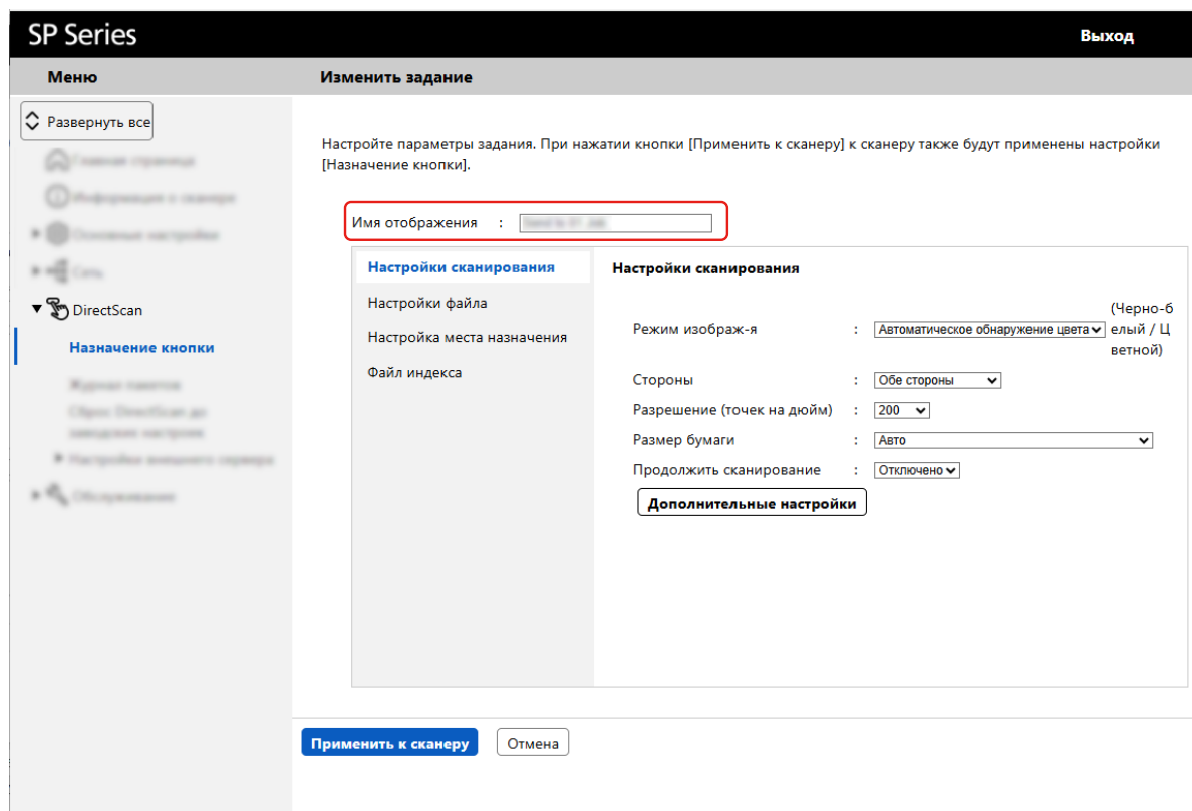 SP Series
Выход
Меню
Изменить задание
Развернуть все
DirectScan
Назначение кнопки
Настройте параметры задания. При нажатии кнопки [Применить к сканеру] к сканеру также будут применены настройки
[Назначение кнопки].
Имя отображения :
Настройки сканирования
Настройки файла
Настройка места назначения
Файл индекса
Настройки сканирования
Режим изображ-я : Автоматическое обнаружение цвета (Черно-б
елый / Ц
ветной)
Стороны : Обе стороны
Разрешение (точек на дюйм) : 200
Размер бумаги : Авто
Продолжить сканирование : Отключено
Дополнительные настройки
Применить к сканеру
Отмена